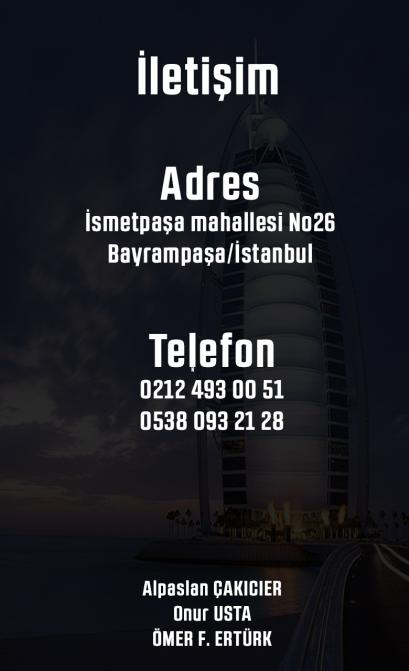 İletişim
Adres
İsmetpaşa mahallesi No26
Bayrampaşa/İstanbul
Telefon
0212 493 00 51
0538 093 21 28
Alpaslan ÇAKICIER
Onur USTA
ÖMER F. ERTÜRK